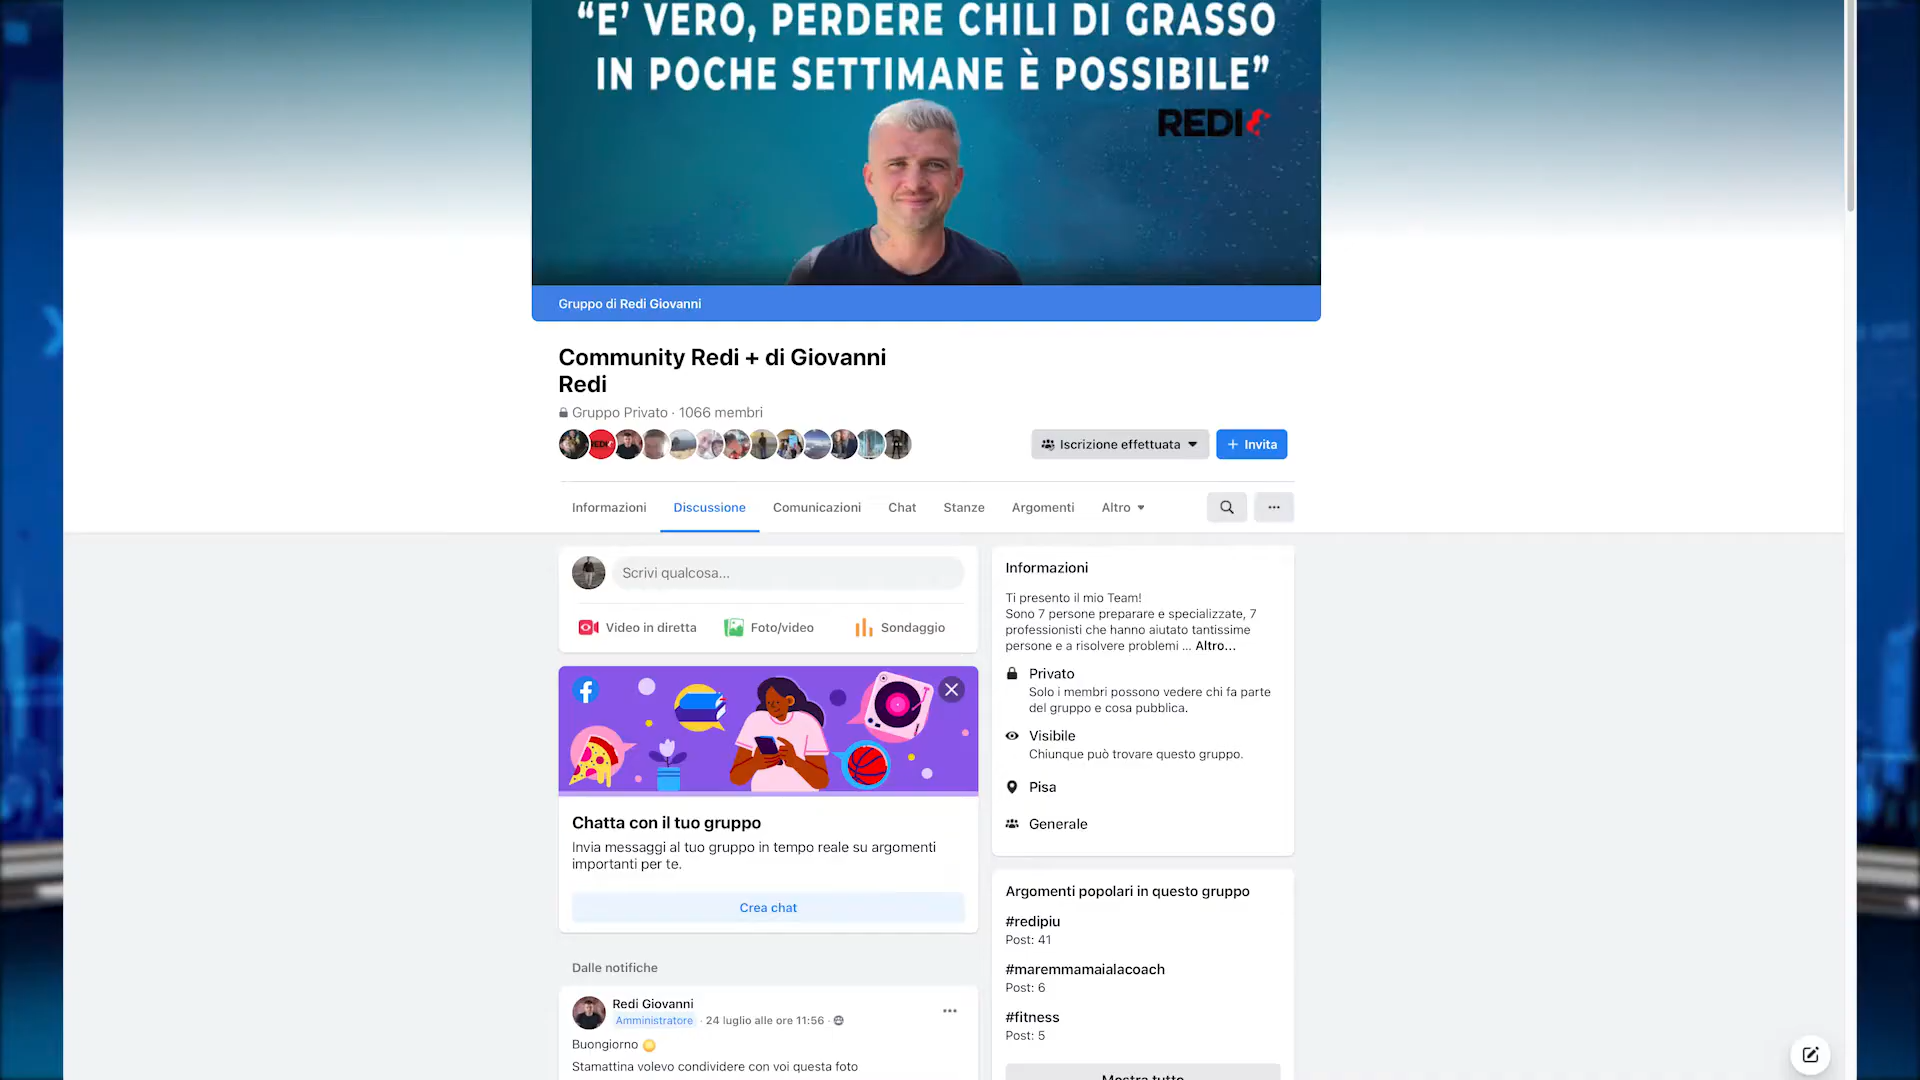 “E’ VERO, PERDERE CHILI DI GRASSO
IN POCHE SETTIMANE È POSSIBILE”
REDI
Gruppo di Redi Giovanni
Community Redi + di Giovanni
Redi
Gruppo Privato · 1066 membri
Iscrizione effettuata
+ Invita
Informazioni
Discussione
Comunicazioni
Chat
Stanze
Argomenti
Altro
Scrivi qualcosa...
Video in diretta
Foto/video
Sondaggio
Chatta con il tuo gruppo
Invia messaggi al tuo gruppo in tempo reale su argomenti
importanti per te.
Crea chat
Dalle notifiche
Redi Giovanni
Amministratore · 24 luglio alle ore 11:56 ·
Buongiorno
Stamattina volevo condividere con voi questa foto
Informazioni
Ti presento il mio Team!
Sono 7 persone preparare e specializzate, 7
professionisti che hanno aiutato tantissime
persone e a risolvere problemi ... Altro...
Privato
Solo i membri possono vedere chi fa parte
del gruppo e cosa pubblica.
Visibile
Chiunque può trovare questo gruppo.
Pisa
Generale
Argomenti popolari in questo gruppo
#redipiu
Post: 41
#maremmamaialacoach
Post: 6
#fitness
Post: 5
Mostra tutto